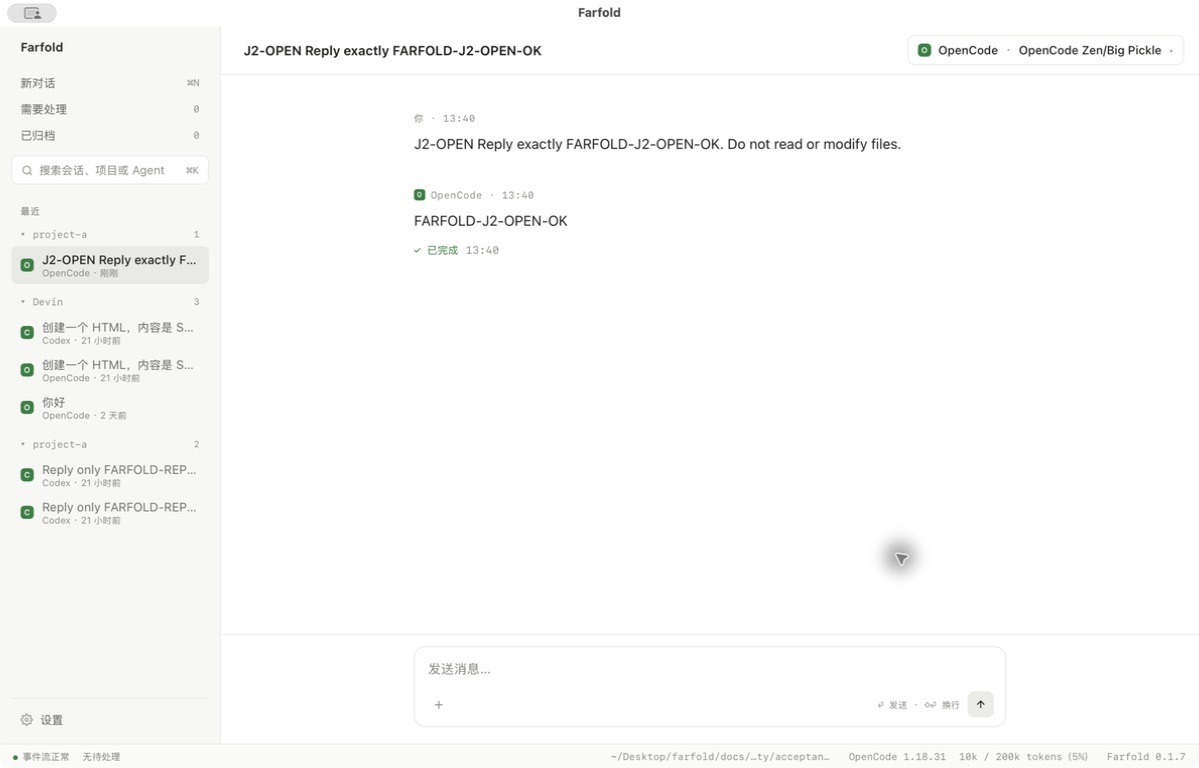 Farfold
Farfold
新对话 ⌘N
需要处理 0
已归档 0
搜索会话、项目或 Agent ⌘K
最近
project-a 1
J2-OPEN Reply exactly F...
OpenCode · 刚刚
Devin 3
创建一个 HTML，内容是 S...
Codex · 21 小时前
创建一个 HTML，内容是 S...
OpenCode · 21 小时前
你好
OpenCode · 2 天前
project-a 2
Reply only FARFOLD-REP...
Codex · 21 小时前
Reply only FARFOLD-REP...
Codex · 21 小时前
设置
J2-OPEN Reply exactly FARFOLD-J2-OPEN-OK
OpenCode · OpenCode Zen/Big Pickle
你 · 13:40
J2-OPEN Reply exactly FARFOLD-J2-OPEN-OK. Do not read or modify files.
OpenCode · 13:40
FARFOLD-J2-OPEN-OK
✓ 已完成 13:40
发送消息...
↵ 发送 · ⇧↵ 换行
事件流正常 无待处理
~/Desktop/farfold/docs/…ty/acceptan… OpenCode 1.18.31 10k / 200k tokens (5%) Farfold 0.1.7